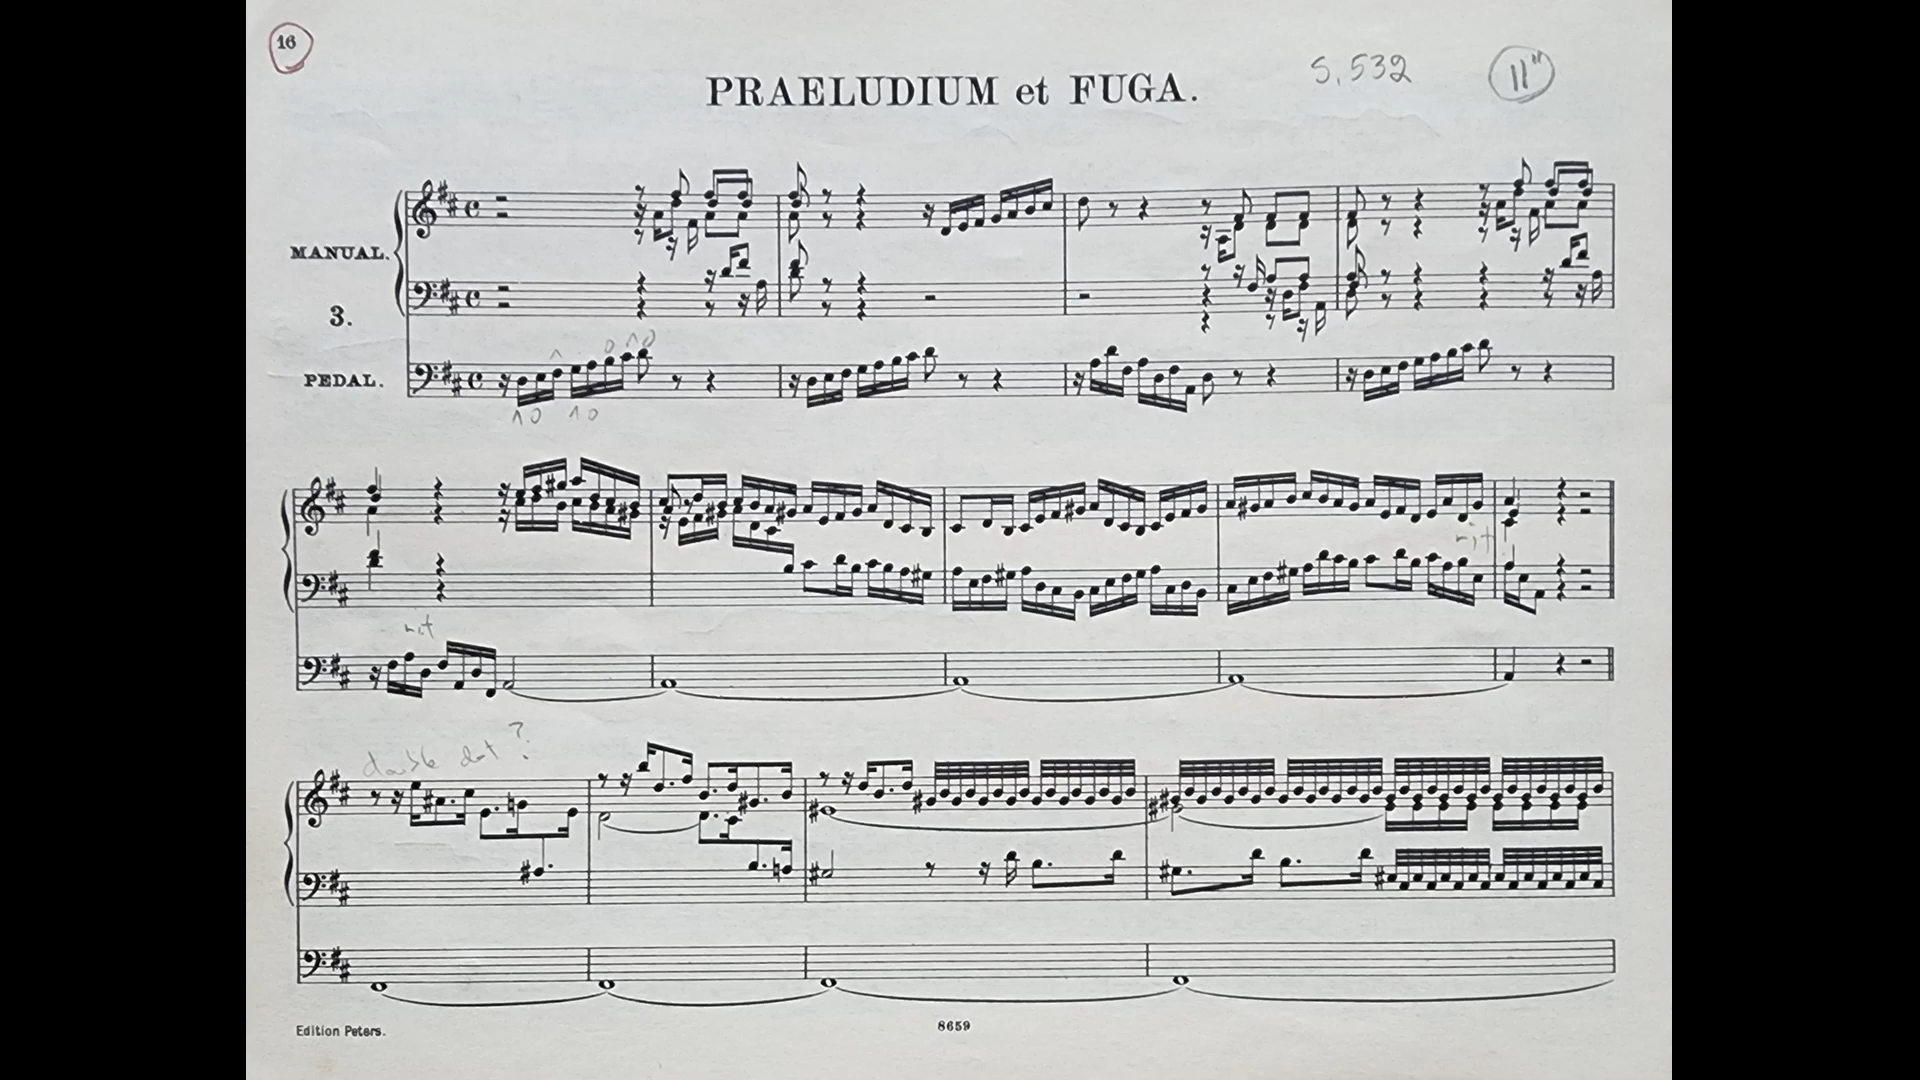 16
PRAELUDIUM et FUGA.
S. 532
11"
MANUAL.
3.
PEDAL.
rit
rit
double dot ?
Edition Peters.
8659